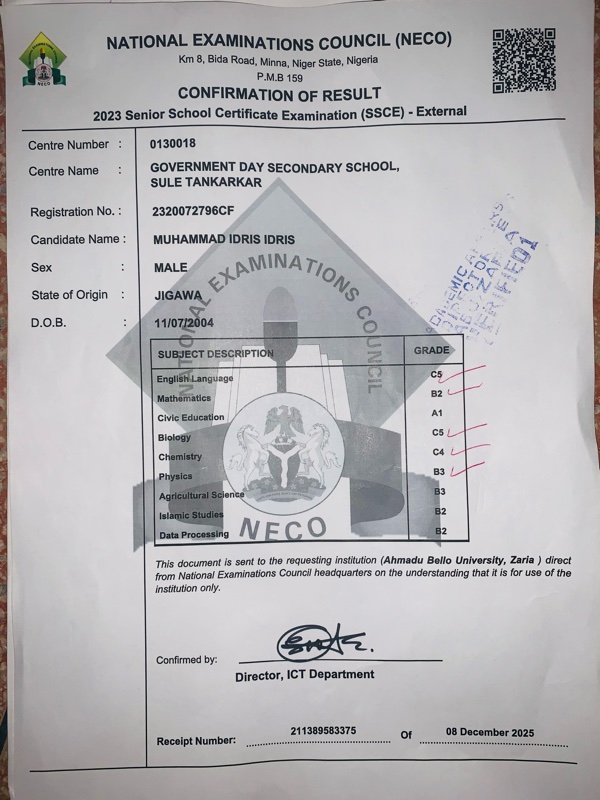 NATIONAL EXAMINATIONS COUNCIL (NECO)
Km 8, Bida Road, Minna, Niger State, Nigeria
P.M.B 159
CONFIRMATION OF RESULT
2023 Senior School Certificate Examination (SSCE) - External
NECO
Centre Number : 0130018
Centre Name : GOVERNMENT DAY SECONDARY SCHOOL,
SULE TANKARKAR
Registration No. : 2320072796CF
Candidate Name : MUHAMMAD IDRIS IDRIS
Sex : MALE
State of Origin : JIGAWA
D.O.B. : 11/07/2004
NATIONAL EXAMINATIONS COUNCIL
SUBJECT DESCRIPTION GRADE
English Language C5
Mathematics B2
Civic Education A1
Biology C5
Chemistry C4
Physics B3
Agricultural Science B3
Islamic Studies B2
Data Processing B2
NECO
This document is sent to the requesting institution (Ahmadu Bello University, Zaria ) direct
from National Examinations Council headquarters on the understanding that it is for use of the
institution only.
Confirmed by:
Director, ICT Department
Receipt Number: 211389583375 Of 08 December 2025